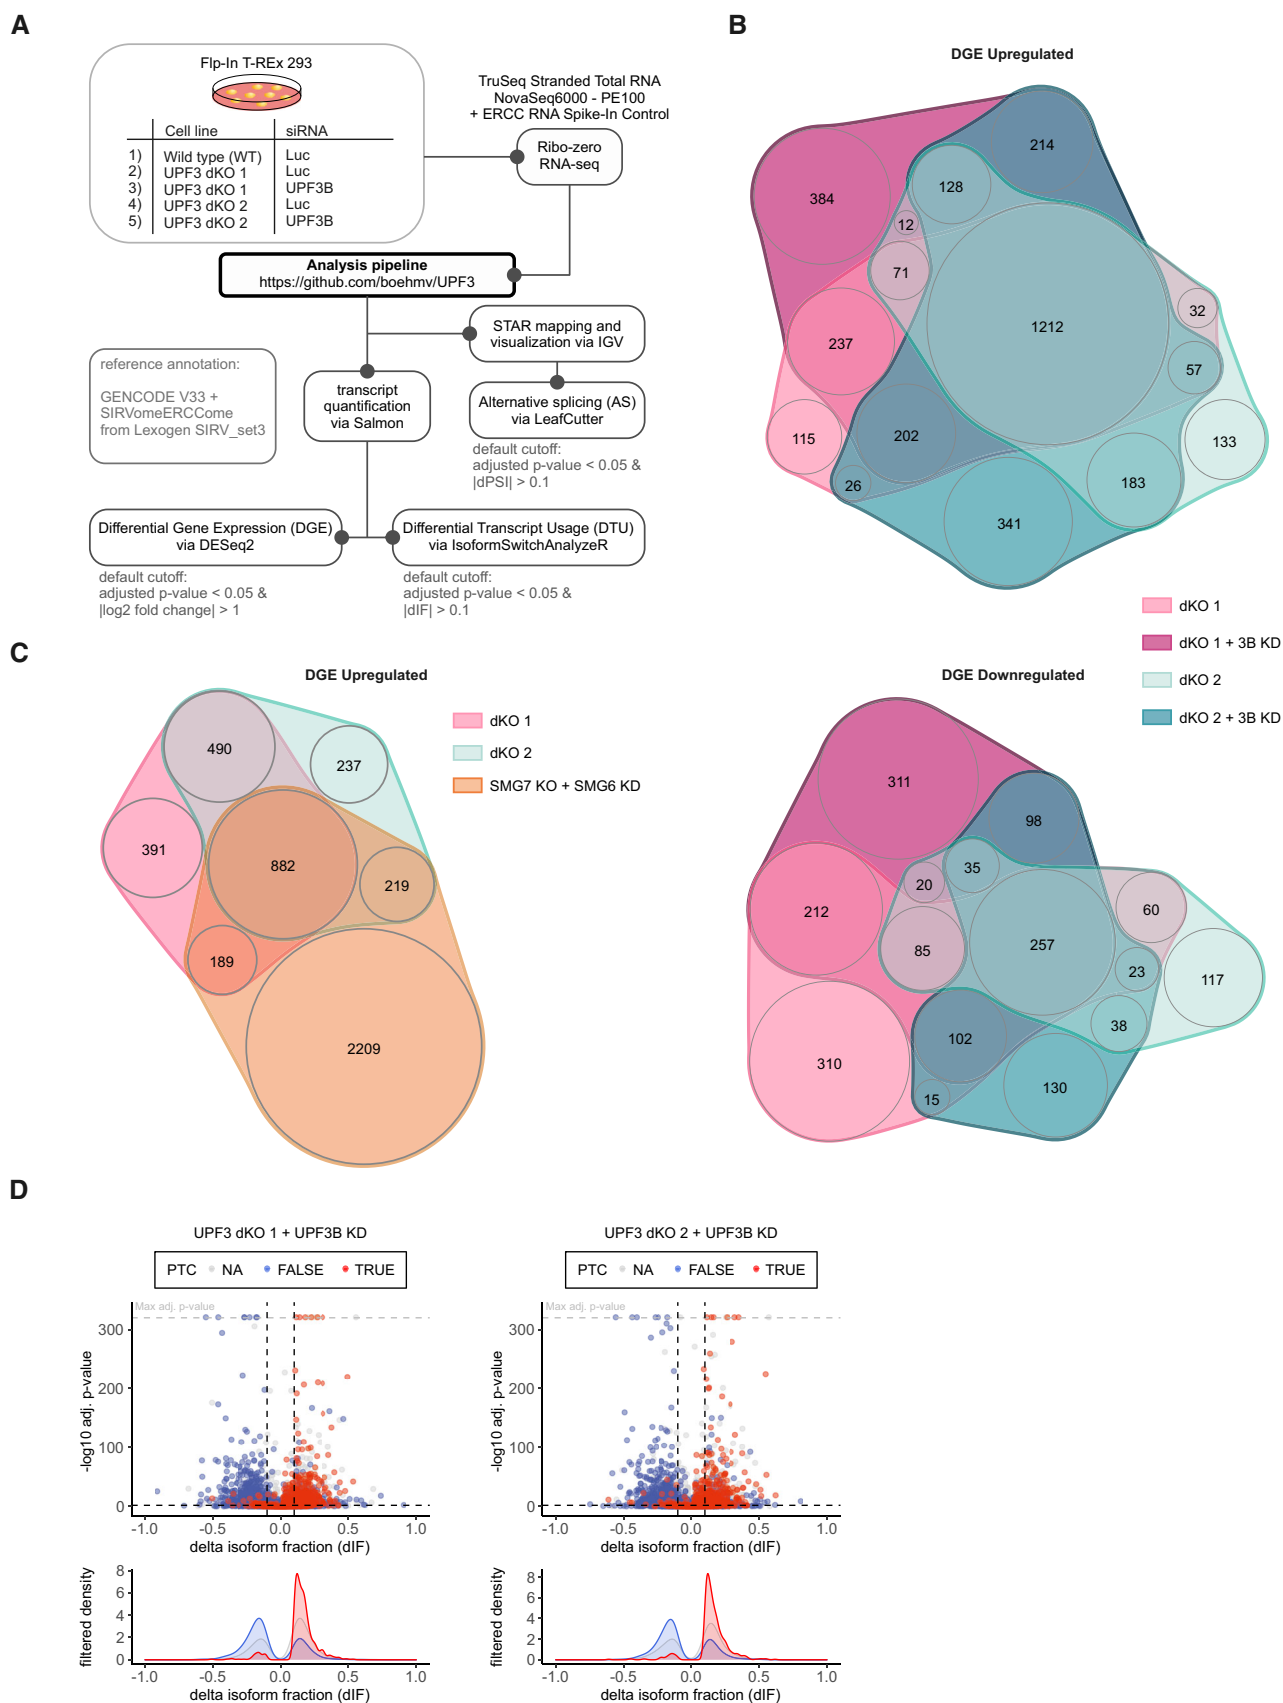 A
Flp-In T-REx 293
Cell line siRNA
1) Wild type (WT) Luc
2) UPF3 dKO 1 Luc
3) UPF3 dKO 1 UPF3B
4) UPF3 dKO 2 Luc
5) UPF3 dKO 2 UPF3B
TruSeq Stranded Total RNA
NovaSeq6000 - PE100
+ ERCC RNA Spike-In Control
Ribo-zero
RNA-seq
Analysis pipeline
https://github.com/boehmv/UPF3
STAR mapping and
visualization via IGV
reference annotation:
GENCODE V33 +
SIRVomeERCCome
from Lexogen SIRV_set3
transcript
quantification
via Salmon
Alternative splicing (AS)
via LeafCutter
default cutoff:
adjusted p-value < 0.05 &
|dPSI| > 0.1
Differential Gene Expression (DGE)
via DESeq2
default cutoff:
adjusted p-value < 0.05 &
|log2 fold change| > 1
Differential Transcript Usage (DTU)
via IsoformSwitchAnalyzeR
default cutoff:
adjusted p-value < 0.05 &
|dIF| > 0.1
B
DGE Upregulated
214
384
128
12
71
1212
32
237
57
115
202
133
26
183
341
dKO 1
dKO 1 + 3B KD
dKO 2
dKO 2 + 3B KD
DGE Downregulated
311
98
35
20
212
60
85
257
23
117
38
102
310
130
15
C
DGE Upregulated
490
237
391
882
219
189
2209
dKO 1
dKO 2
SMG7 KO + SMG6 KD
D
UPF3 dKO 1 + UPF3B KD
PTC NA FALSE TRUE
Max adj. p-value
300
200
100
0
-log10 adj. p-value
-1.0 -0.5 0.0 0.5 1.0
delta isoform fraction (dIF)
8
6
4
2
0
filtered density
-1.0 -0.5 0.0 0.5 1.0
delta isoform fraction (dIF)
UPF3 dKO 2 + UPF3B KD
PTC NA FALSE TRUE
Max adj. p-value
300
200
100
0
-log10 adj. p-value
-1.0 -0.5 0.0 0.5 1.0
delta isoform fraction (dIF)
8
6
4
2
0
filtered density
-1.0 -0.5 0.0 0.5 1.0
delta isoform fraction (dIF)